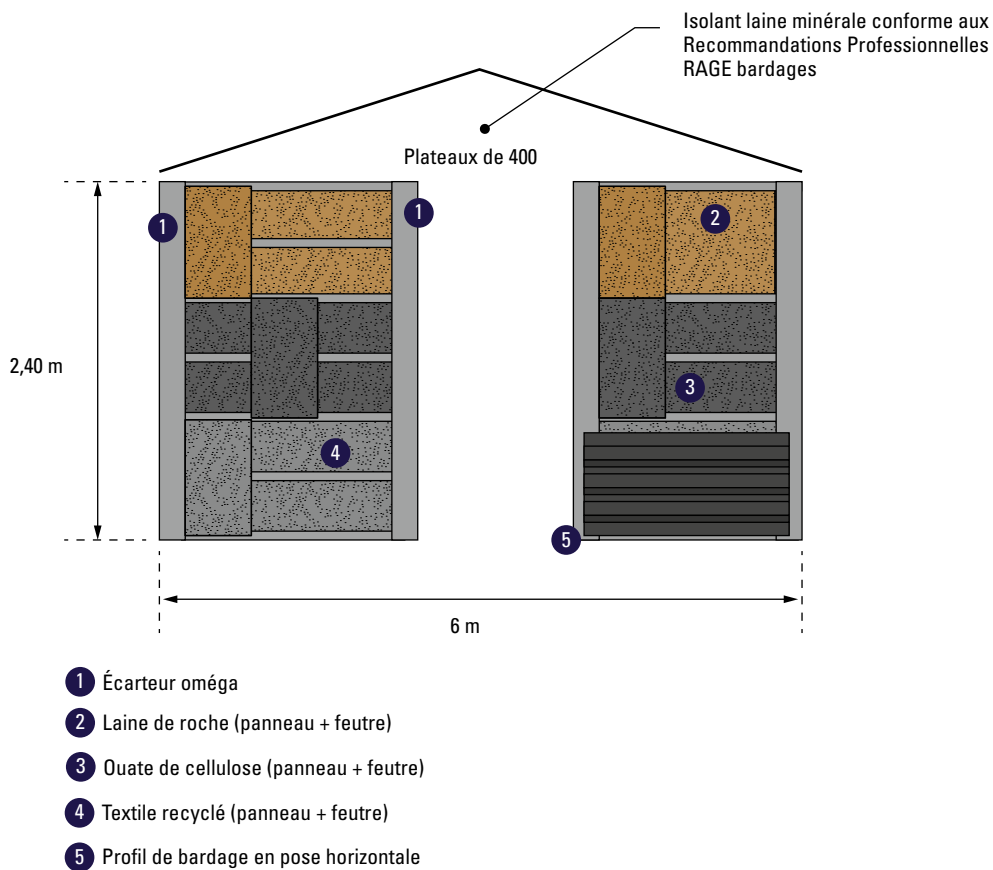 Isolant laine minérale conforme aux
Recommandations Professionnelles
RAGE bardages
Plateaux de 400
1
1
2
2,40 m
3
4
5
6 m
1 Écarteur oméga
2 Laine de roche (panneau + feutre)
3 Ouate de cellulose (panneau + feutre)
4 Textile recyclé (panneau + feutre)
5 Profil de bardage en pose horizontale